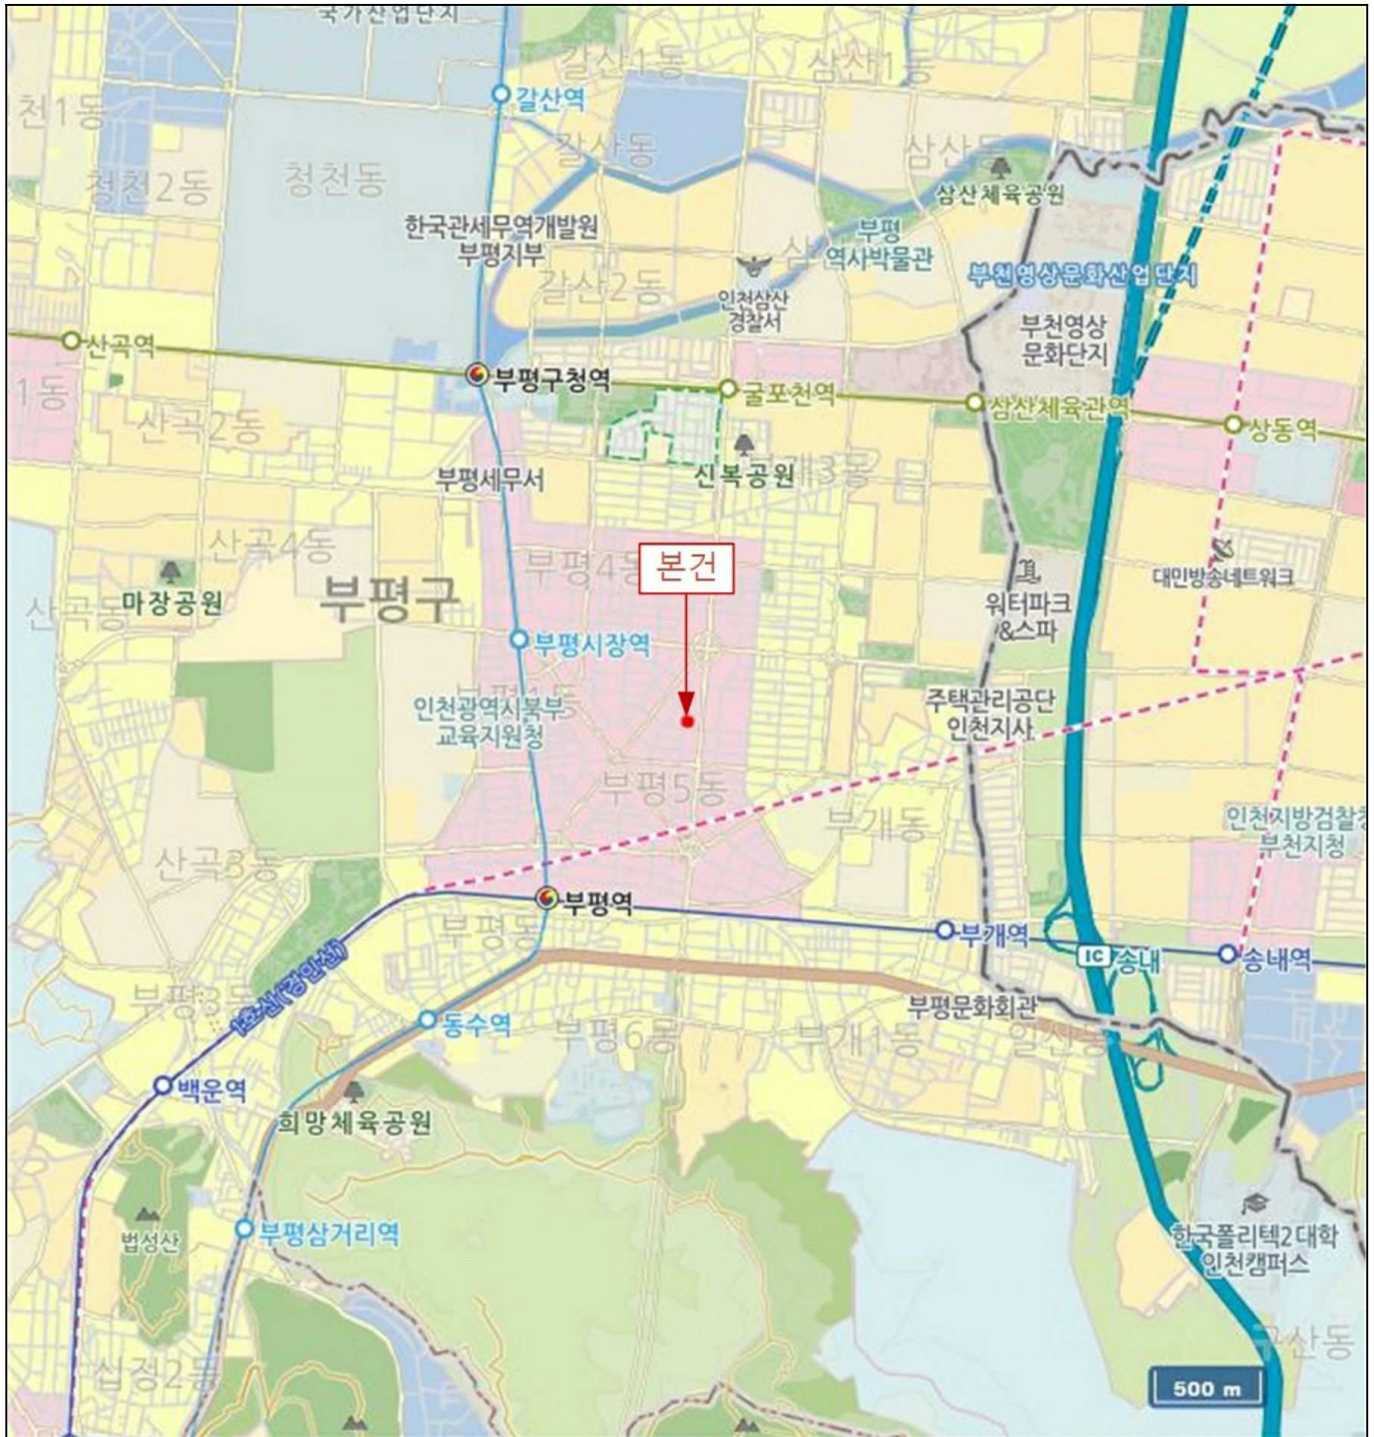 국가산업단지
갈산1동
삼산1동
갈산역
천1동
갈산동
삼산동
청천동
청천2동
삼산체육공원
한국관세무역개발원
부평지부
부평
역사박물관
갈산2동
인천삼산
경찰서
부천영상문화산업단지
부천영상
문화단지
산곡역
부평구청역
굴포천역
삼산체육관역
상동역
1동
산곡2동
부평세무서
신복공원
부개3동
산곡4동
부평4동
본건
대민방송네트워크
마장공원
부평구
워터파크
&스파
산곡동
부평시장역
부평1동
인천광역시북부
교육지원청
주택관리공단
인천지사
부평5동
부개동
인천지방검찰청
부천지청
산곡3동
부평역
부평동
부개역
IC 송내
송내역
1호선(경인선)
부평3동
부평문화회관
동수역
부평6동
부개1동
일신동
백운역
희망체육공원
법성산
부평삼거리역
한국폴리텍2대학
인천캠퍼스
구산동
십정2동
500 m